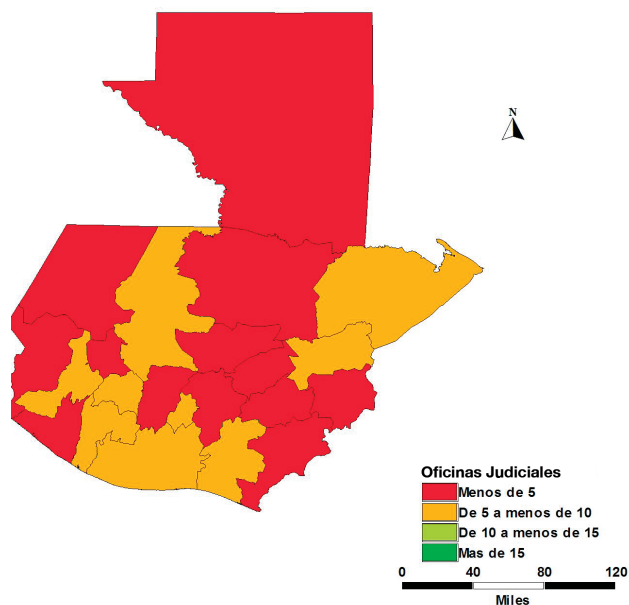 N
Oficinas Judiciales
Menos de 5
De 5 a menos de 10
De 10 a menos de 15
Mas de 15
0 40 80 120
Miles